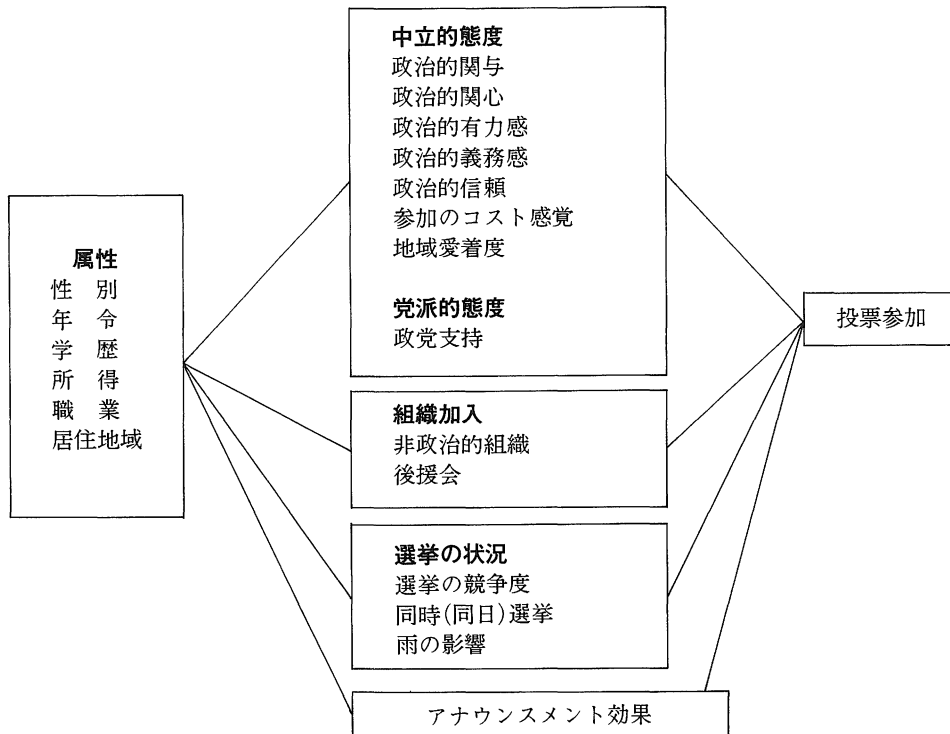 属性
性　別
年　令
学　歴
所　得
職　業
居住地域
中立的態度
政治的関与
政治的関心
政治的有力感
政治的義務感
政治的信頼
参加のコスト感覚
地域愛着度
党派的態度
政党支持
組織加入
非政治的組織
後援会
選挙の状況
選挙の競争度
同時(同日)選挙
雨の影響
アナウンスメント効果
投票参加